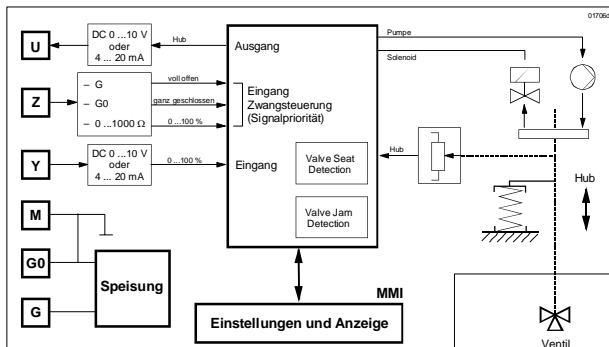 01706d
U
DC 0 ... 10 V
oder
4 ... 20 mA
Hub
Ausgang
Pumpe
Solenoid
Z
– G
– G0
– 0 ...1000 Ω
voll offen
ganz geschlossen
0 ...100 %
Eingang
Zwangsteuerung
(Signalpriorität)
Y
DC 0 ...10 V
oder
4 ... 20 mA
0 ...100 %
Eingang
Valve Seat
Detection
Valve Jam
Detection
Hub
Hub
M
G0
G
Speisung
MMI
Einstellungen und Anzeige
Ventil